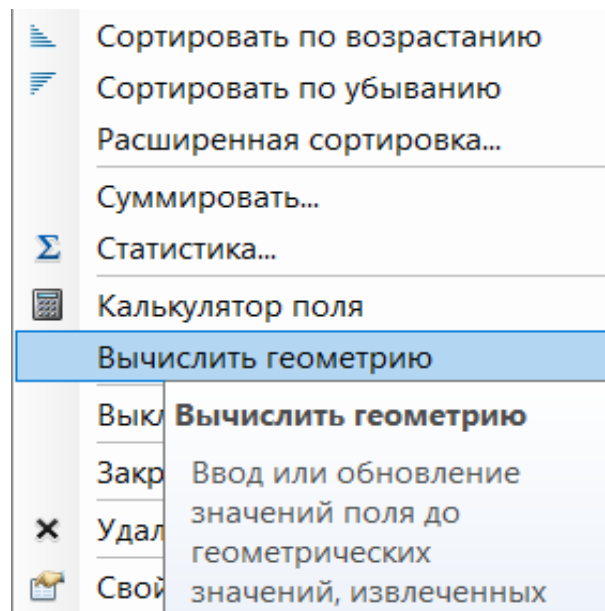 Сортировать по возрастанию
Сортировать по убыванию
Расширенная сортировка...
Суммировать...
Σ Статистика...
Калькулятор поля
Вычислить геометрию
Вычислить геометрию
Ввод или обновление
значений поля до
геометрических
значений, извлеченных